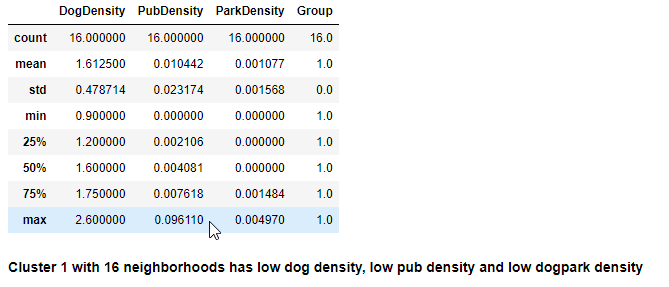 DogDensity PubDensity ParkDensity Group
count 16.000000 16.000000 16.000000 16.0
mean 1.612500 0.010442 0.001077 1.0
std 0.478714 0.023174 0.001568 0.0
min 0.900000 0.000000 0.000000 1.0
25% 1.200000 0.002106 0.000000 1.0
50% 1.600000 0.004081 0.000000 1.0
75% 1.750000 0.007618 0.001484 1.0
max 2.600000 0.096110 0.004970 1.0
Cluster 1 with 16 neighborhoods has low dog density, low pub density and low dogpark density